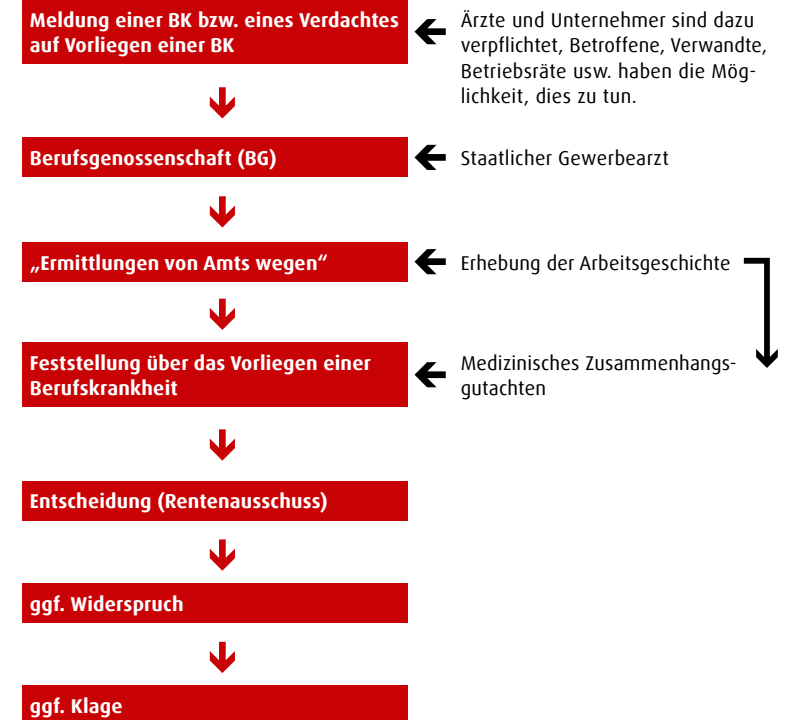 Meldung einer BK bzw. eines Verdachtes
auf Vorliegen einer BK
Ärzte und Unternehmer sind dazu
verpflichtet, Betroffene, Verwandte,
Betriebsräte usw. haben die Mög-
lichkeit, dies zu tun.
Berufsgenossenschaft (BG)
Staatlicher Gewerbearzt
„Ermittlungen von Amts wegen“
Erhebung der Arbeitsgeschichte
Feststellung über das Vorliegen einer
Berufskrankheit
Medizinisches Zusammenhangs-
gutachten
Entscheidung (Rentenausschuss)
ggf. Widerspruch
ggf. Klage